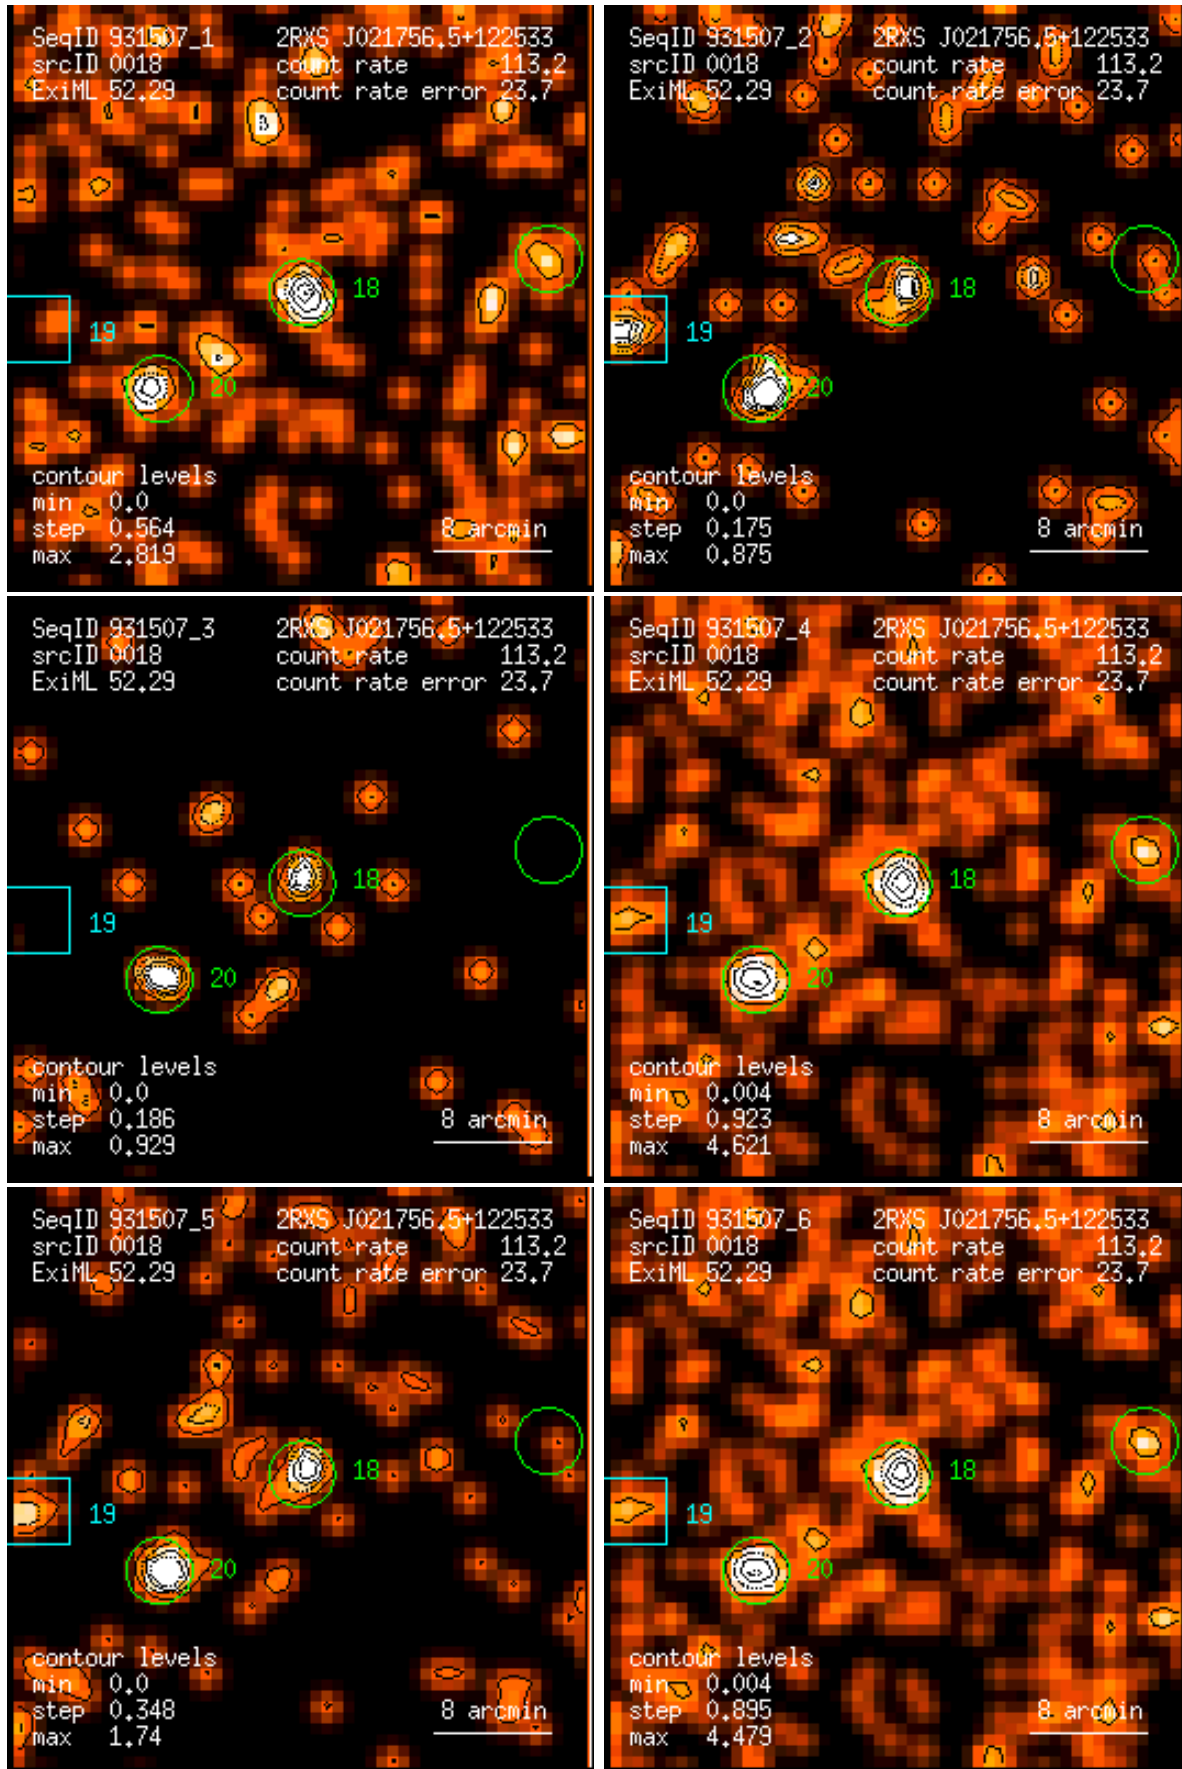 SeqID 931507_1 2RXS J021756.5+122533
srcID 0018 count rate 113.2
ExiML 52.29 count rate error 23.7
18
19
20
contour levels
min 0.0
step 0.564 8 arcmin
max 2.819
SeqID 931507_2 2RXS J021756.5+122533
srcID 0018 count rate 113.2
ExiML 52.29 count rate error 23.7
18
19
20
contour levels
min 0.0
step 0.175 8 arcmin
max 0.875
SeqID 931507_3 2RXS J021756.5+122533
srcID 0018 count rate 113.2
ExiML 52.29 count rate error 23.7
18
19
20
contour levels
min 0.0
step 0.186 8 arcmin
max 0.929
SeqID 931507_4 2RXS J021756.5+122533
srcID 0018 count rate 113.2
ExiML 52.29 count rate error 23.7
18
19
20
contour levels
min 0.004
step 0.923 8 arcmin
max 4.621
SeqID 931507_5 2RXS J021756.5+122533
srcID 0018 count rate 113.2
ExiML 52.29 count rate error 23.7
18
19
20
contour levels
min 0.0
step 0.348 8 arcmin
max 1.74
SeqID 931507_6 2RXS J021756.5+122533
srcID 0018 count rate 113.2
ExiML 52.29 count rate error 23.7
18
19
20
contour levels
min 0.004
step 0.895 8 arcmin
max 4.479